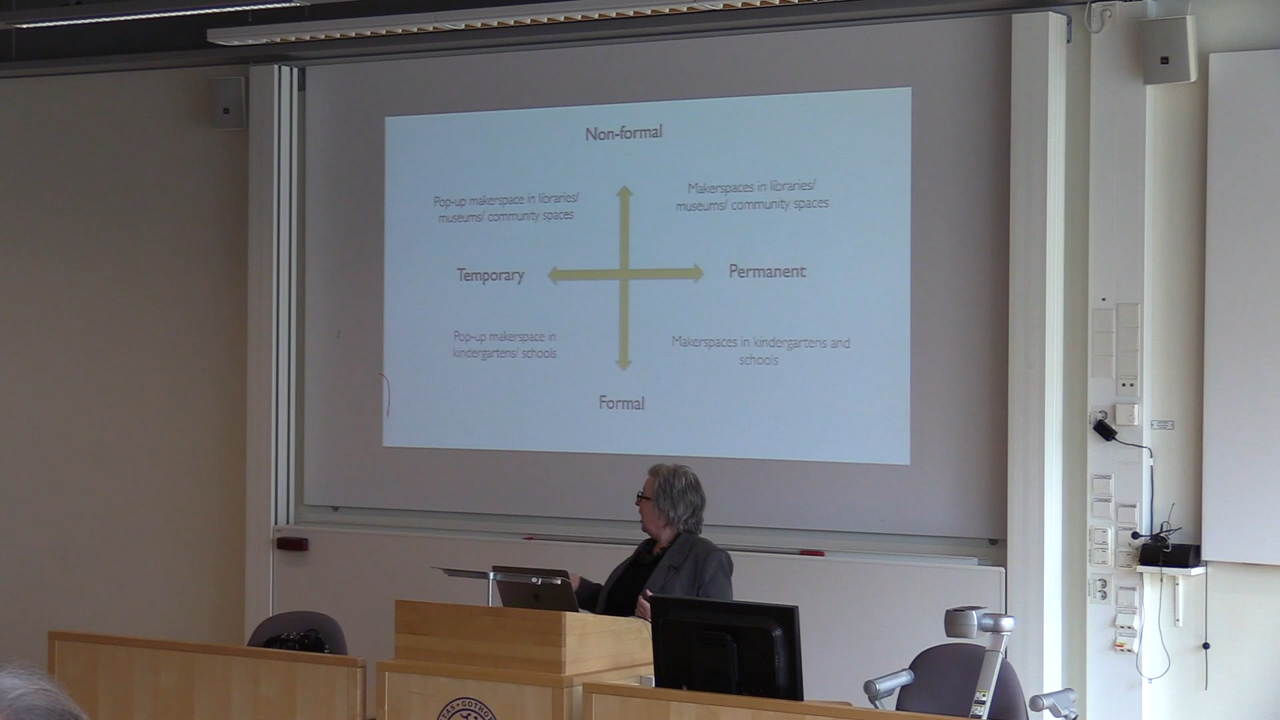 Non-formal
Pop-up makerspace in libraries/
museums/ community spaces
Makerspaces in libraries/
museums/ community spaces
Temporary
Permanent
Pop-up makerspace in
kindergartens/ schools
Makerspaces in kindergartens and
schools
Formal